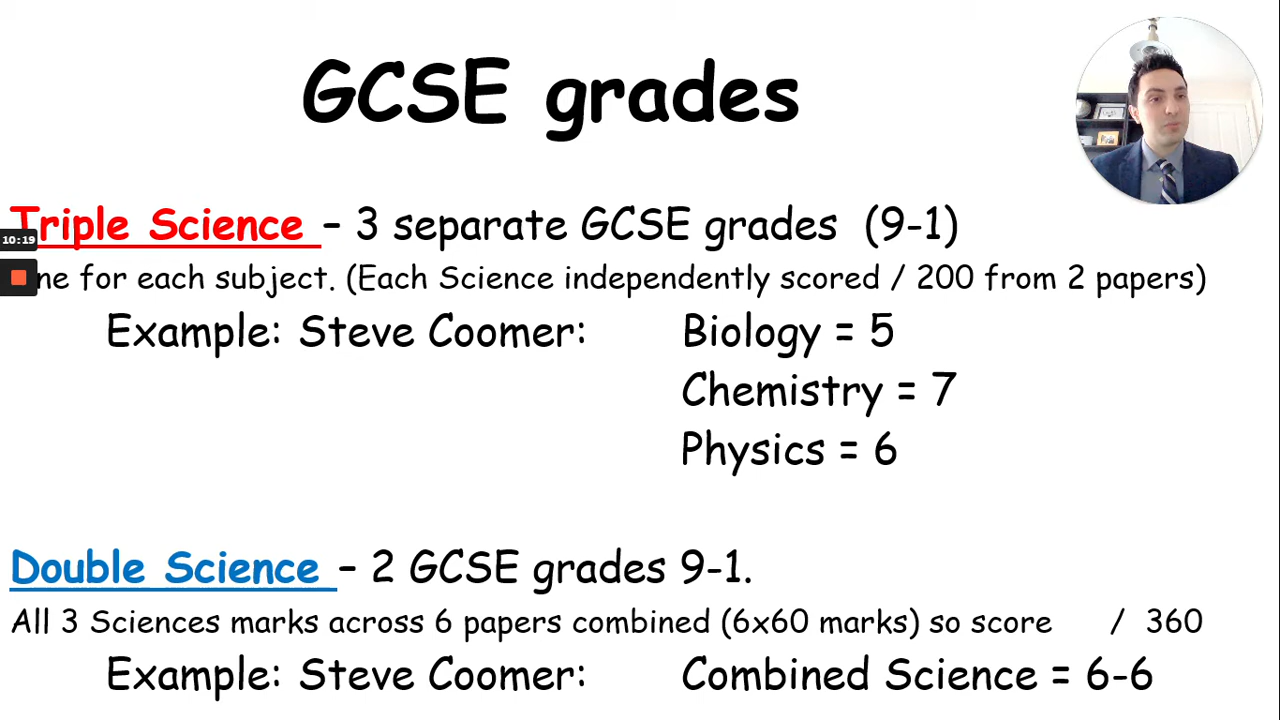 GCSE grades
Triple Science – 3 separate GCSE grades (9-1)
10:19
ne for each subject. (Each Science independently scored / 200 from 2 papers)
Example: Steve Coomer: Biology = 5
Chemistry = 7
Physics = 6
Double Science – 2 GCSE grades 9-1.
All 3 Sciences marks across 6 papers combined (6x60 marks) so score / 360
Example: Steve Coomer: Combined Science = 6-6